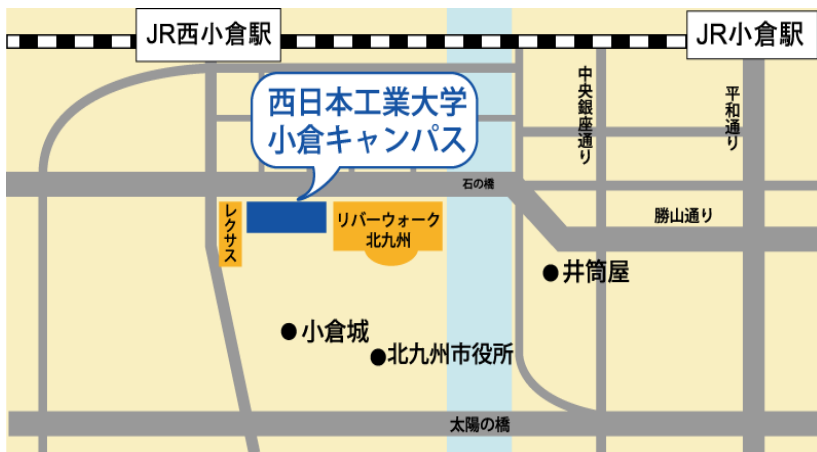 JR西小倉駅
JR小倉駅
西日本工業大学
小倉キャンパス
中央銀座通り
平和通り
石の橋
勝山通り
レクサス
リバーウォーク
北九州
井筒屋
小倉城
北九州市役所
太陽の橋